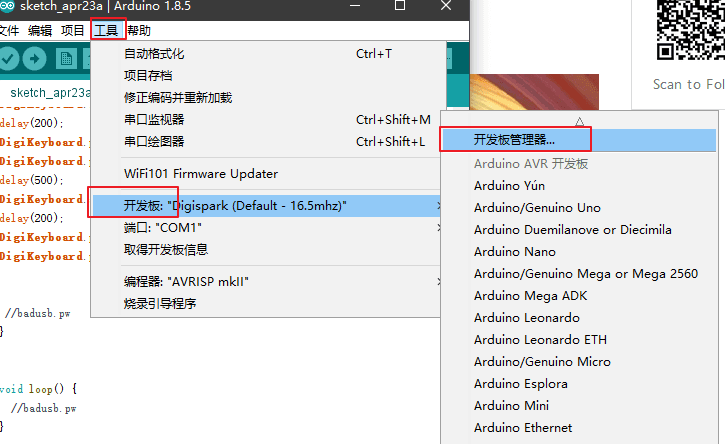 sketch_apr23a | Arduino 1.8.5
文件 编辑 项目 工具 帮助
sketch_apr23a
自动格式化 Ctrl+T
项目存档
修正编码并重新加载
串口监视器 Ctrl+Shift+M
串口绘图器 Ctrl+Shift+L
WiFi101 Firmware Updater
开发板: "Digispark (Default - 16.5mhz)"
端口: "COM1"
取得开发板信息
编程器: "AVRISP mkII"
烧录引导程序
DigiKeyboard.
delay(200);
DigiKeyboard.
DigiKeyboard.
delay(500);
DigiKeyboard.
delay(200);
DigiKeyboard.
DigiKeyboard.
//badusb.pw
}
void loop() {
//badusb.pw
}
Scan to Fol
开发板管理器...
Arduino AVR 开发板
Arduino Yún
Arduino/Genuino Uno
Arduino Duemilanove or Diecimila
Arduino Nano
Arduino/Genuino Mega or Mega 2560
Arduino Mega ADK
Arduino Leonardo
Arduino Leonardo ETH
Arduino/Genuino Micro
Arduino Esplora
Arduino Mini
Arduino Ethernet